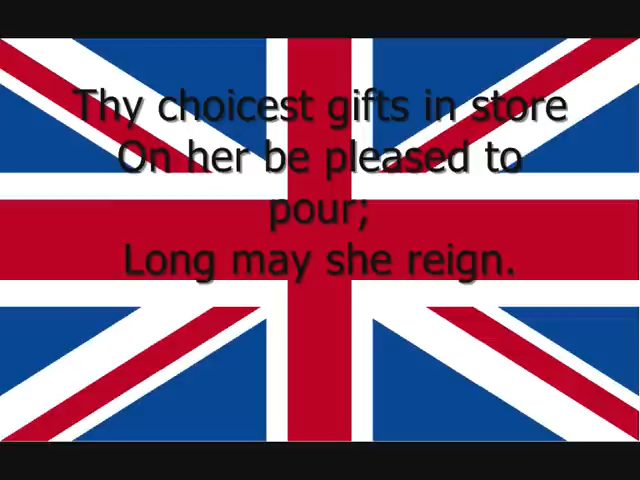 Thy choicest gifts in store
On her be pleased to
pour;
Long may she reign.